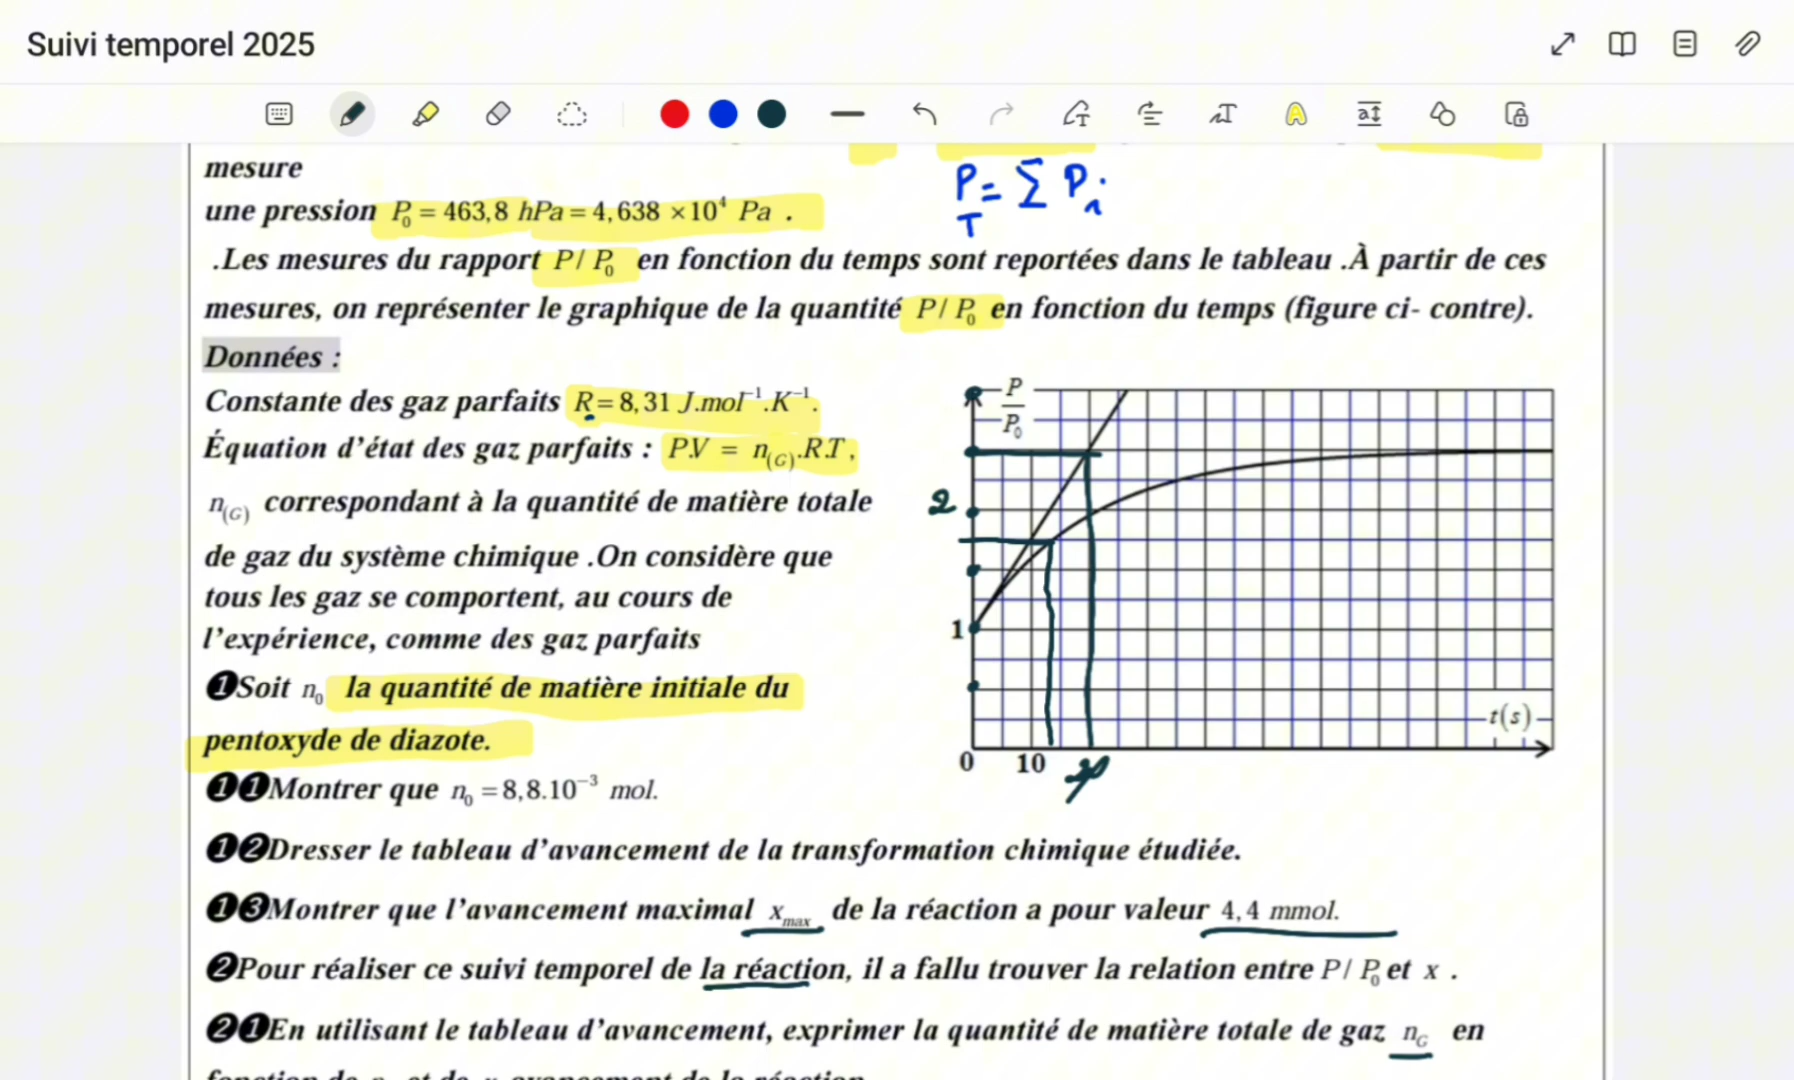 Suivi temporel 2025
mesure
une pression P₀ = 463,8 hPa = 4,638 ×10⁴ Pa .
P_T = Σ P_i
.Les mesures du rapport P/ P₀ en fonction du temps sont reportées dans le tableau .À partir de ces
mesures, on représenter le graphique de la quantité P/ P₀ en fonction du temps (figure ci- contre).
Données :
Constante des gaz parfaits R = 8,31 J.mol⁻¹.K⁻¹.
Équation d'état des gaz parfaits : P.V = n(G).R.T ,
n(G) correspondant à la quantité de matière totale
de gaz du système chimique .On considère que
tous les gaz se comportent, au cours de
l'expérience, comme des gaz parfaits
❶Soit n₀ la quantité de matière initiale du
pentoxyde de diazote.
P/P₀
2
1
t(s)
0 10
❶❶Montrer que n₀ = 8,8.10⁻³ mol.
❶❷Dresser le tableau d'avancement de la transformation chimique étudiée.
❶❸Montrer que l'avancement maximal x_max de la réaction a pour valeur 4,4 mmol.
❷Pour réaliser ce suivi temporel de la réaction, il a fallu trouver la relation entre P/ P₀ et x .
❷❶En utilisant le tableau d'avancement, exprimer la quantité de matière totale de gaz n_G en